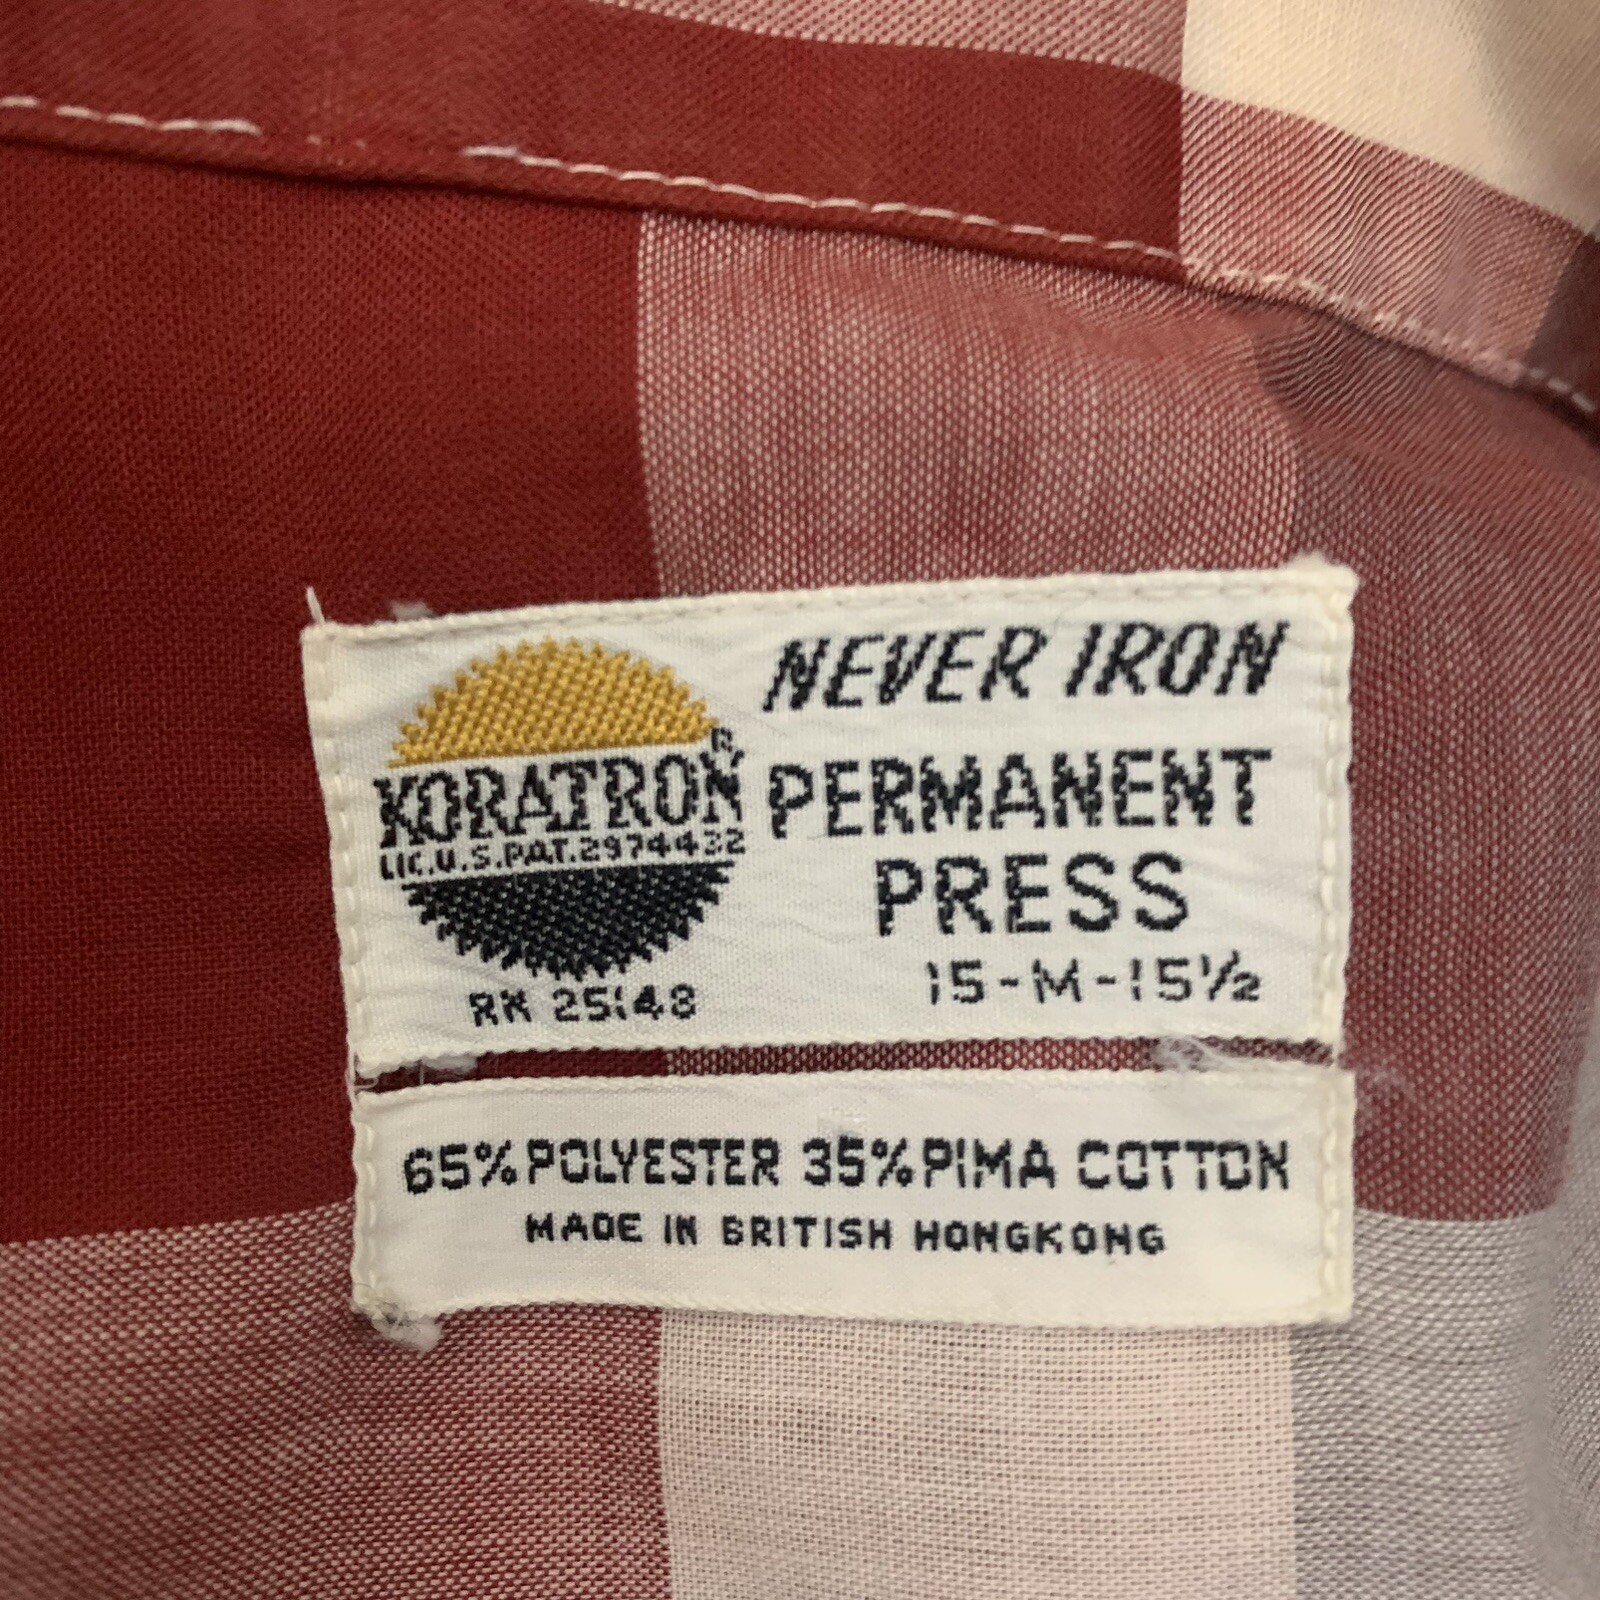 NEVER IRON
KORATRON®
PERMANENT
LIC.U.S.PAT.2974432
PRESS
15-M-15½
RN 25148
65% POLYESTER 35% PIMA COTTON
MADE IN BRITISH HONGKONG